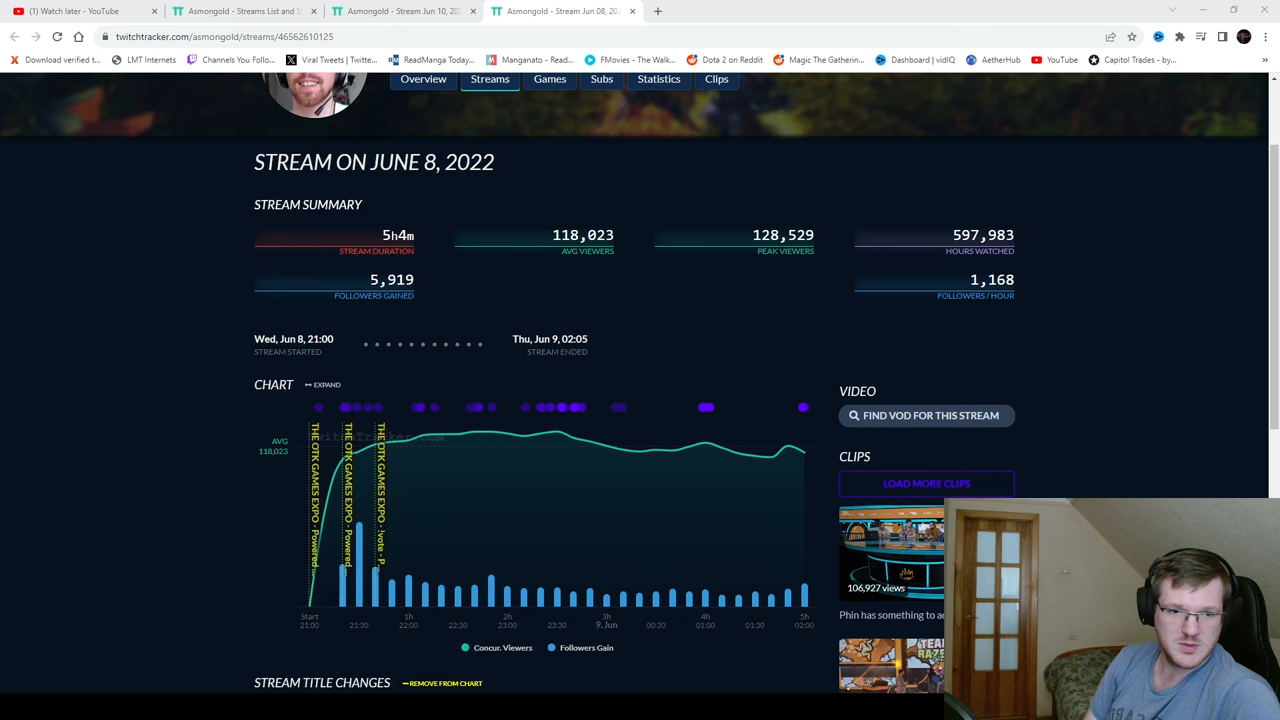 (1) Watch later - YouTube
Asmongold - Streams List and S
Asmongold - Stream Jun 10, 202
Asmongold - Stream Jun 08, 202
twitchtracker.com/asmongold/streams/46562610125
Download verified t...
LMT Internets
Channels You Follo...
Viral Tweets | Twitte...
ReadManga Today...
Manganato - Read...
FMovies - The Walk...
Dota 2 on Reddit
Magic The Gatherin...
Dashboard / vidIQ
AetherHub
YouTube
Capitol Trades - by...
Overview
Streams
Games
Subs
Statistics
Clips
STREAM ON JUNE 8, 2022
STREAM SUMMARY
5h4m
118,023
128,529
597,983
STREAM DURATION
AVG VIEWERS
PEAK VIEWERS
HOURS WATCHED
5,919
1,168
FOLLOWERS GAINED
FOLLOWERS / HOUR
Wed, Jun 8, 21:00
Thu, Jun 9, 02:05
STREAM STARTED
STREAM ENDED
CHART
EXPAND
VIDEO
FIND VOD FOR THIS STREAM
AVG
118,023
THE OTK GAMES EXPO - Powered...
THE OTK GAMES EXPO - Powered...
THE OTK GAMES EXPO - !vote - P...
CLIPS
LOAD MORE CLIPS
106,927 views
Phin has something to a
Start
1h
2h
3h
4h
5h
21:00
21:30
22:00
22:30
23:00
23:30
9. Jun
00:30
01:00
01:30
02:00
Concur. Viewers
Followers Gain
STREAM TITLE CHANGES
REMOVE FROM CHART